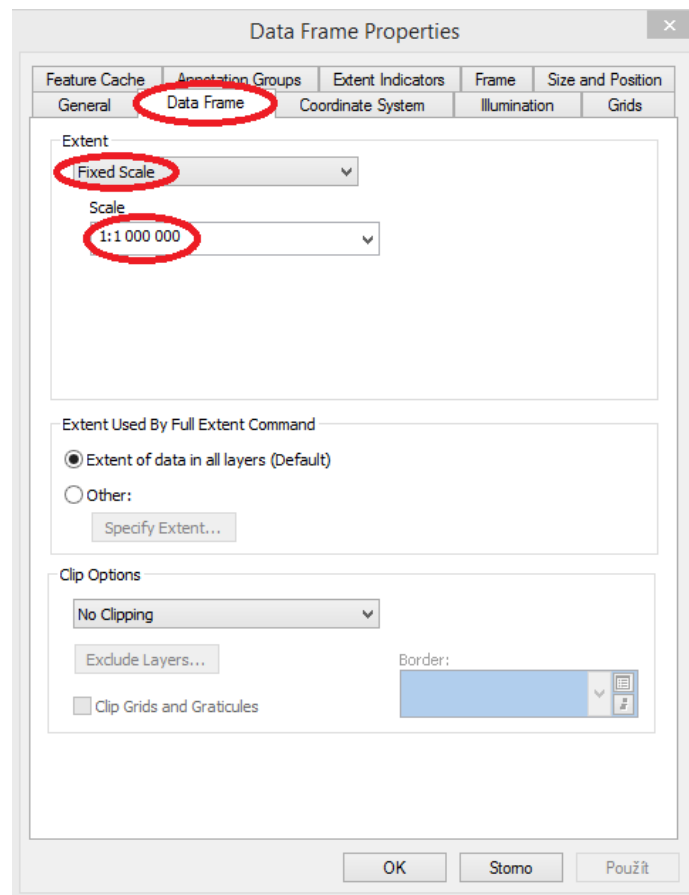 Data Frame Properties
Feature Cache Annotation Groups Extent Indicators Frame Size and Position
General Data Frame Coordinate System Illumination Grids
Extent
Fixed Scale
Scale
1:1 000 000
Extent Used By Full Extent Command
Extent of data in all layers (Default)
Other:
Specify Extent...
Clip Options
No Clipping
Exclude Layers... Border:
Clip Grids and Graticules
OK Storno Použít